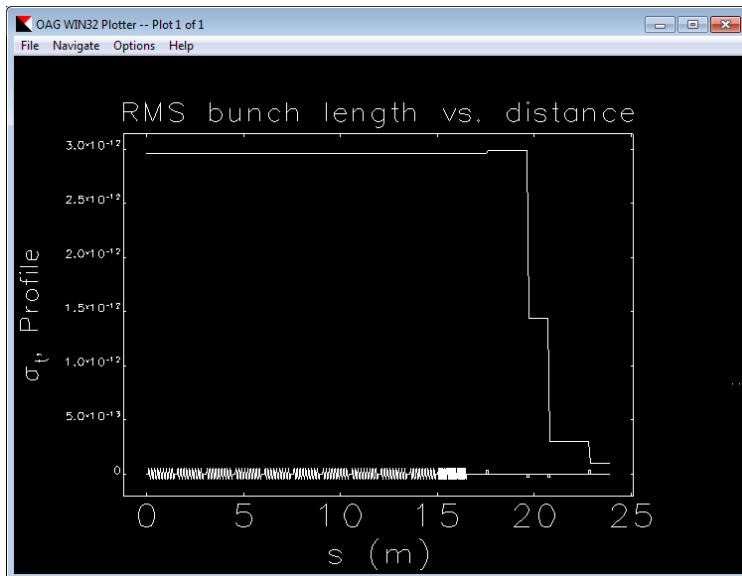 OAG WIN32 Plotter -- Plot 1 of 1
File Navigate Options Help
RMS bunch length vs. distance
3.0*10⁻¹²
2.5*10⁻¹²
2.0*10⁻¹²
1.5*10⁻¹²
1.0*10⁻¹²
5.0*10⁻¹³
0
σt, Profile
0 5 10 15 20 25
s (m)